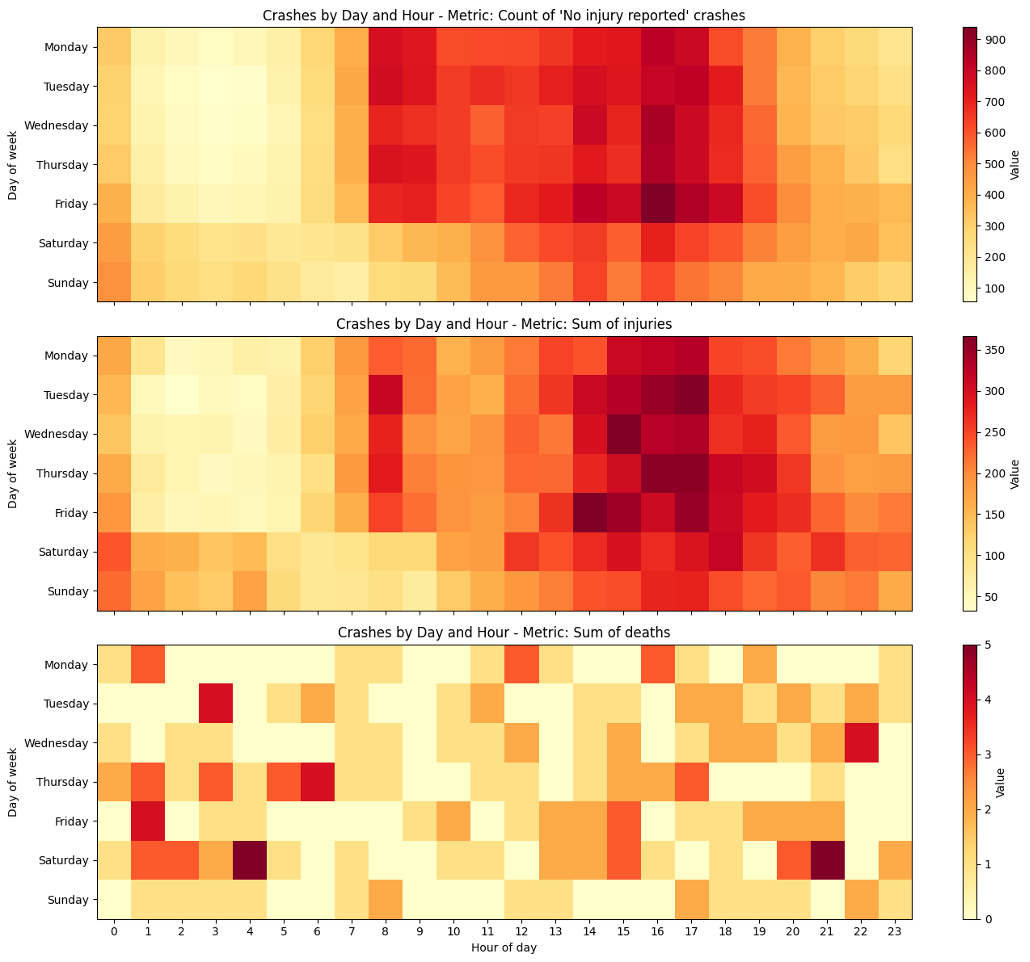 Crashes by Day and Hour - Metric: Count of 'No injury reported' crashes
Monday
Tuesday
Wednesday
Thursday
Friday
Saturday
Sunday
Day of week
900
800
700
600
500
400
300
200
100
Value
Crashes by Day and Hour - Metric: Sum of injuries
Monday
Tuesday
Wednesday
Thursday
Friday
Saturday
Sunday
Day of week
350
300
250
200
150
100
50
Value
Crashes by Day and Hour - Metric: Sum of deaths
Monday
Tuesday
Wednesday
Thursday
Friday
Saturday
Sunday
Day of week
5
4
3
2
1
0
Value
0 1 2 3 4 5 6 7 8 9 10 11 12 13 14 15 16 17 18 19 20 21 22 23
Hour of day